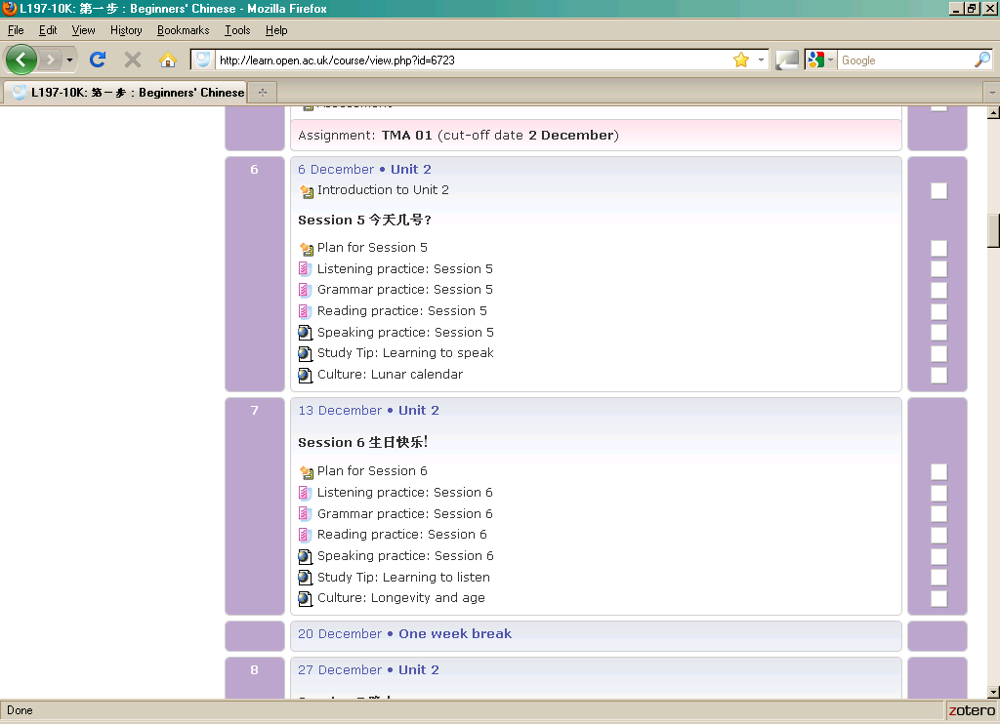 L197-10K: 第一步 : Beginners' Chinese - Mozilla Firefox
File Edit View History Bookmarks Tools Help
http://learn.open.ac.uk/course/view.php?id=6723
Google
L197-10K: 第一步 : Beginners' Chinese
Assignment: TMA 01 (cut-off date 2 December)
6
6 December • Unit 2
Introduction to Unit 2
Session 5 今天几号?
Plan for Session 5
Listening practice: Session 5
Grammar practice: Session 5
Reading practice: Session 5
Speaking practice: Session 5
Study Tip: Learning to speak
Culture: Lunar calendar
7
13 December • Unit 2
Session 6 生日快乐!
Plan for Session 6
Listening practice: Session 6
Grammar practice: Session 6
Reading practice: Session 6
Speaking practice: Session 6
Study Tip: Learning to listen
Culture: Longevity and age
20 December • One week break
8
27 December • Unit 2
Done
zotero